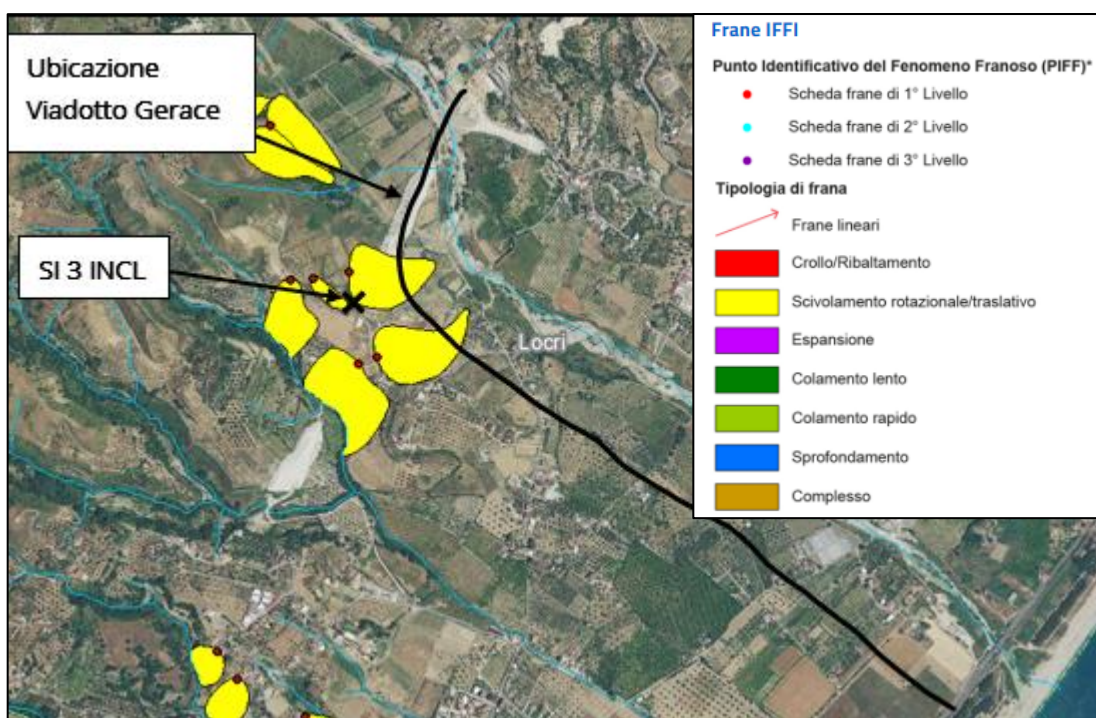 Ubicazione
Viadotto Gerace
SI 3 INCL
Locri
Frane IFFI
Punto Identificativo del Fenomeno Franoso (PIFF)*
Scheda frane di 1° Livello
Scheda frane di 2° Livello
Scheda frane di 3° Livello
Tipologia di frana
Frane lineari
Crollo/Ribaltamento
Scivolamento rotazionale/traslativo
Espansione
Colamento lento
Colamento rapido
Sprofondamento
Complesso